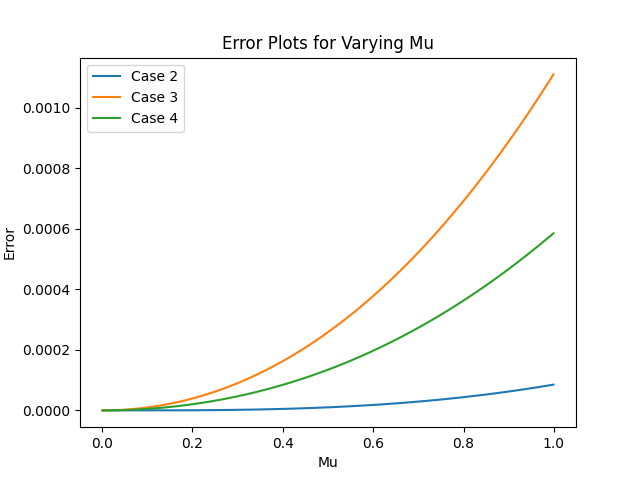 Error Plots for Varying Mu
Case 2
Case 3
Case 4
Error
0.0010
0.0008
0.0006
0.0004
0.0002
0.0000
0.0
0.2
0.4
0.6
0.8
1.0
Mu